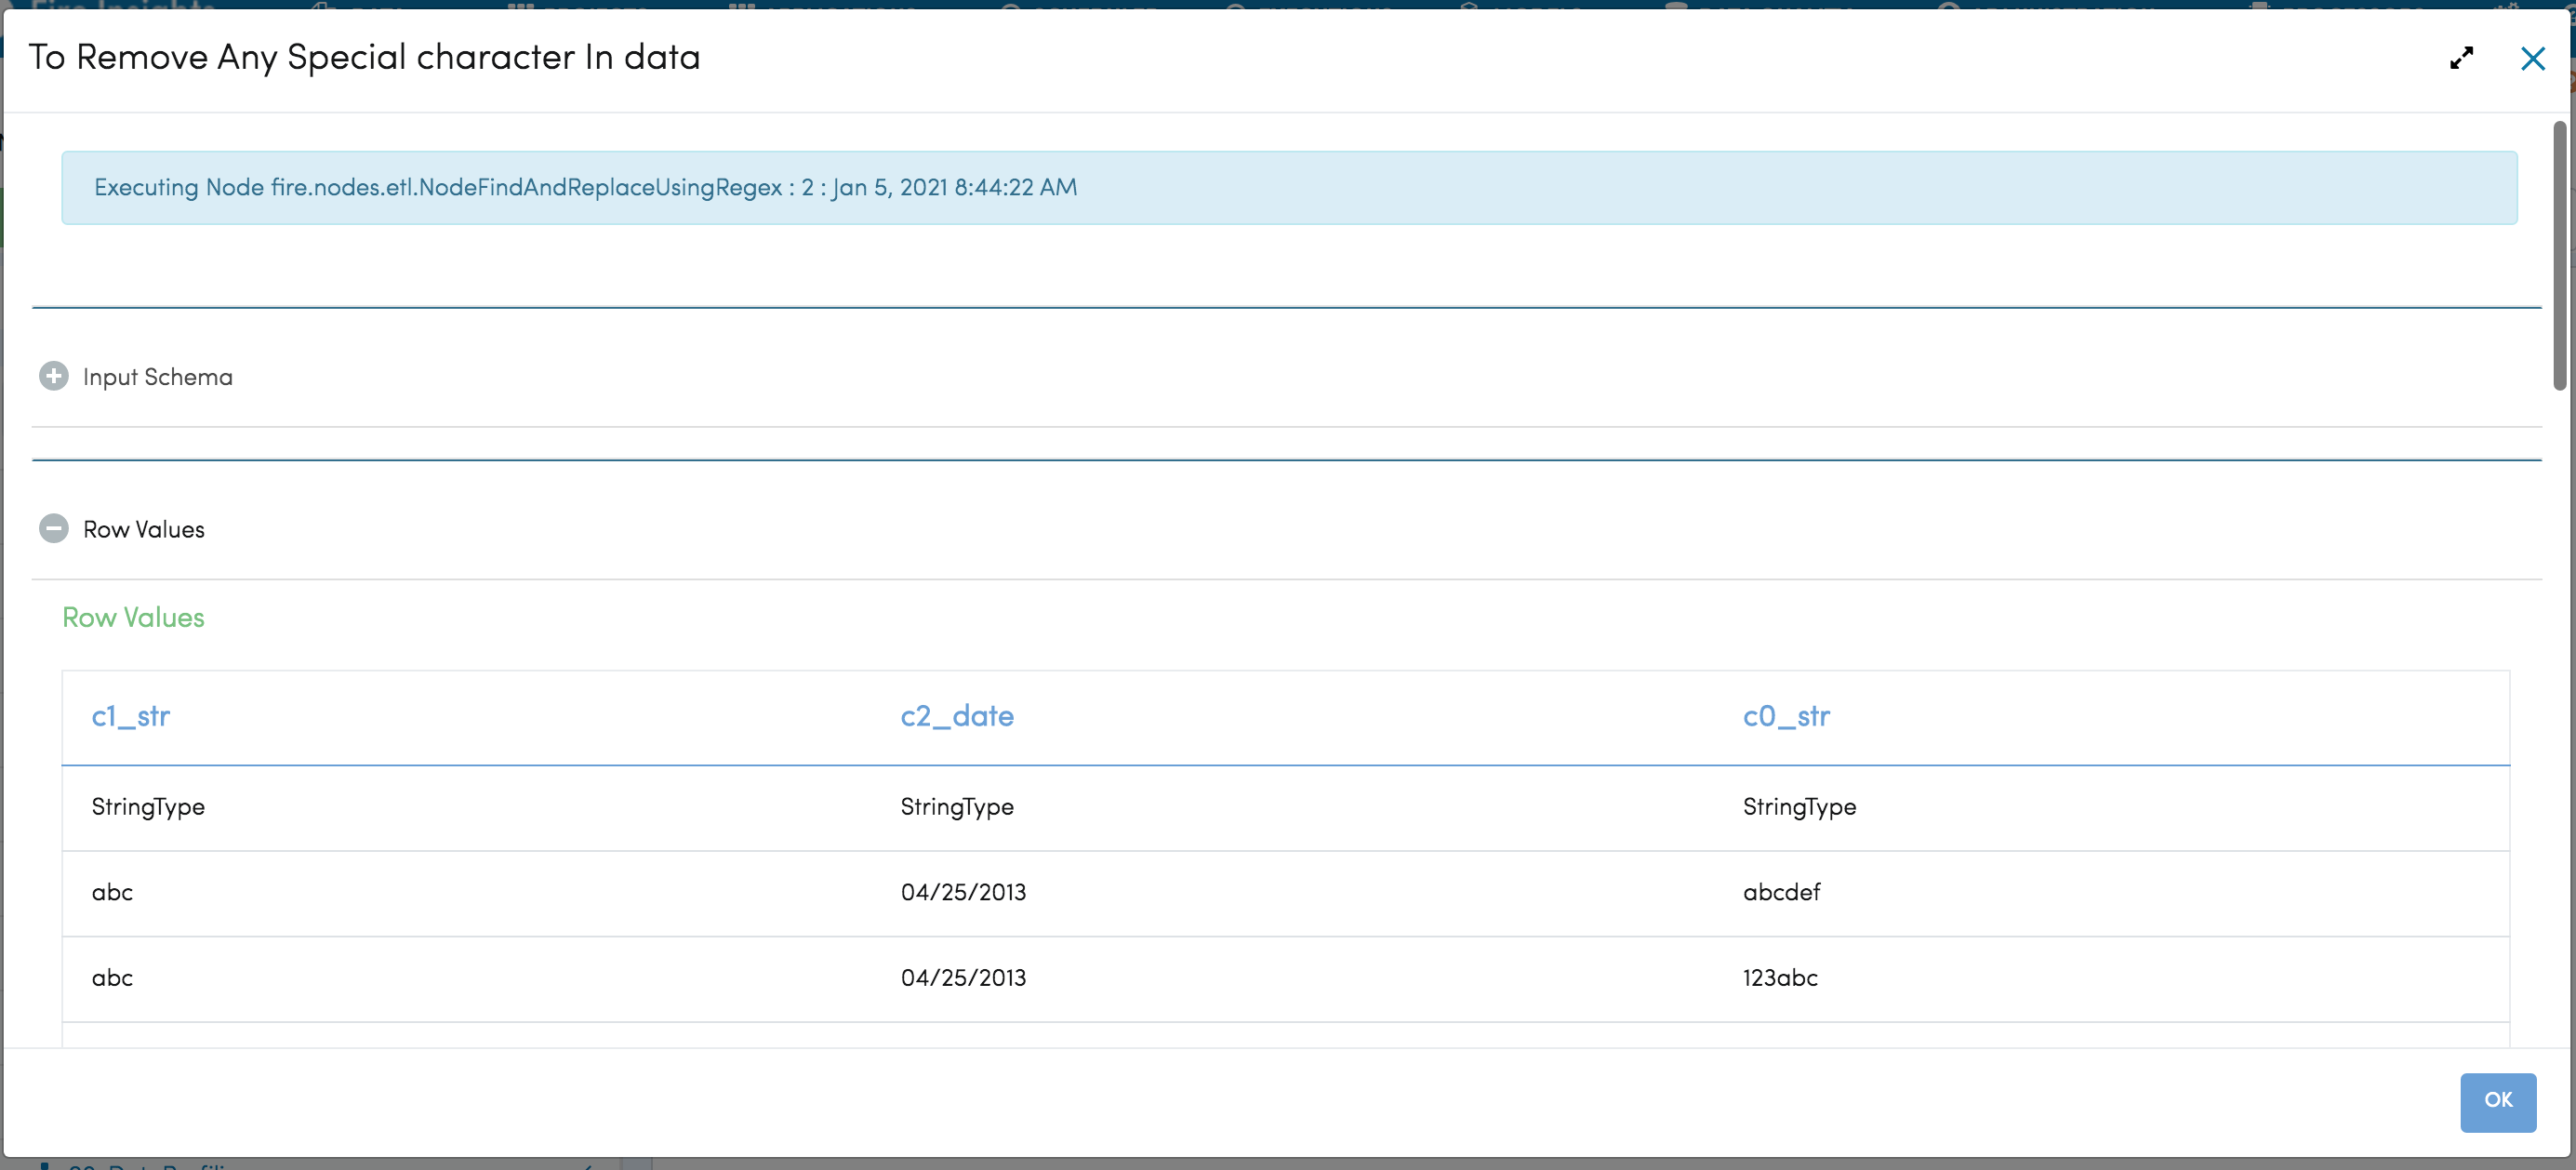 To Remove Any Special character In data
Executing Node fire.nodes.etl.NodeFindAndReplaceUsingRegex : 2 : Jan 5, 2021 8:44:22 AM
Input Schema
Row Values
Row Values
c1_str c2_date c0_str
StringType StringType StringType
abc 04/25/2013 abcdef
abc 04/25/2013 123abc
OK